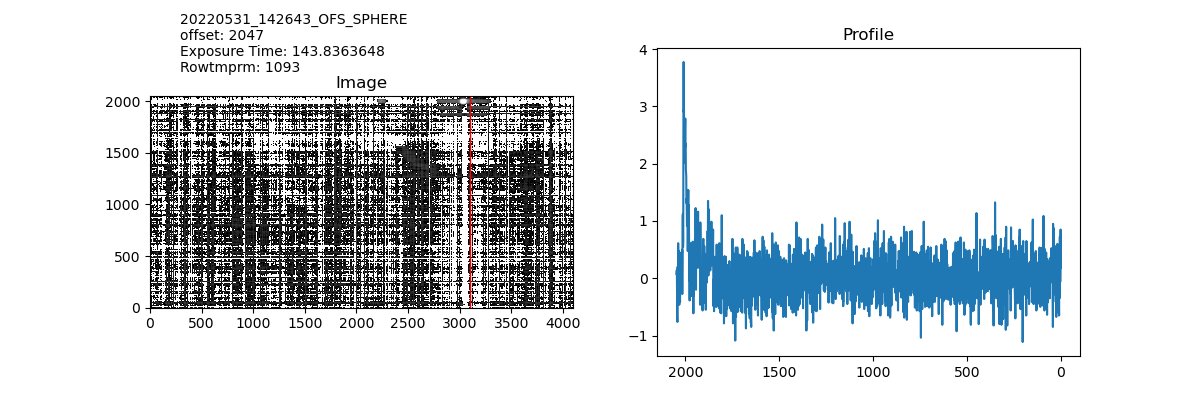 20220531_142643_OFS_SPHERE
offset: 2047
Exposure Time: 143.8363648
Rowtmprm: 1093
Image
2000
1500
1000
500
0
0 500 1000 1500 2000 2500 3000 3500 4000
Profile
4
3
2
1
0
−1
2000 1500 1000 500 0